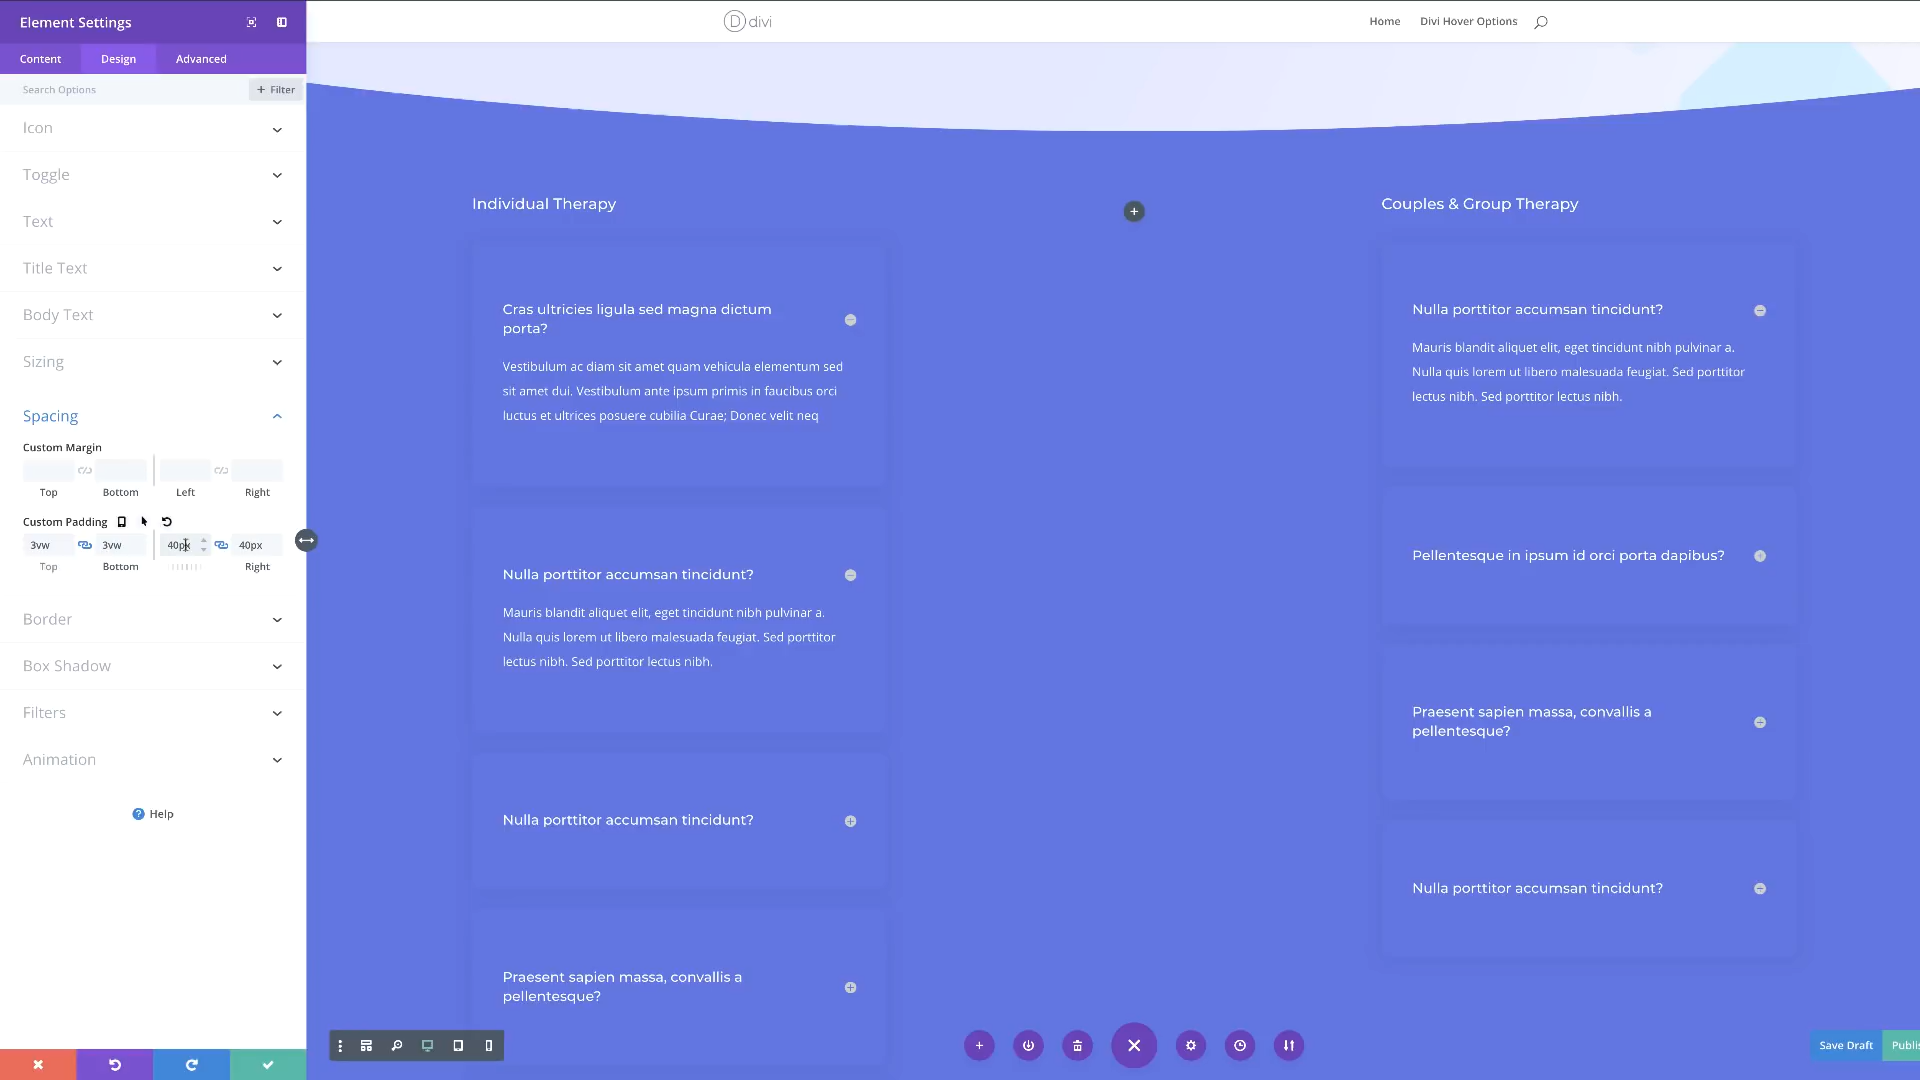 Element Settings
Content
Design
Advanced
Search Options
+ Filter
Icon
Toggle
Text
Title Text
Body Text
Sizing
Spacing
Custom Margin
Top
Bottom
Left
Right
Custom Padding
3vw
3vw
40px
40px
Top
Bottom
Right
Border
Box Shadow
Filters
Animation
? Help
D divi
Home
Divi Hover Options
Individual Therapy
Cras ultricies ligula sed magna dictum
porta?
Vestibulum ac diam sit amet quam vehicula elementum sed
sit amet dui. Vestibulum ante ipsum primis in faucibus orci
luctus et ultrices posuere cubilia Curae; Donec velit neq
Nulla porttitor accumsan tincidunt?
Mauris blandit aliquet elit, eget tincidunt nibh pulvinar a.
Nulla quis lorem ut libero malesuada feugiat. Sed porttitor
lectus nibh. Sed porttitor lectus nibh.
Nulla porttitor accumsan tincidunt?
Praesent sapien massa, convallis a
pellentesque?
Couples & Group Therapy
Nulla porttitor accumsan tincidunt?
Mauris blandit aliquet elit, eget tincidunt nibh pulvinar a.
Nulla quis lorem ut libero malesuada feugiat. Sed porttitor
lectus nibh. Sed porttitor lectus nibh.
Pellentesque in ipsum id orci porta dapibus?
Praesent sapien massa, convallis a
pellentesque?
Nulla porttitor accumsan tincidunt?
Save Draft
Publis